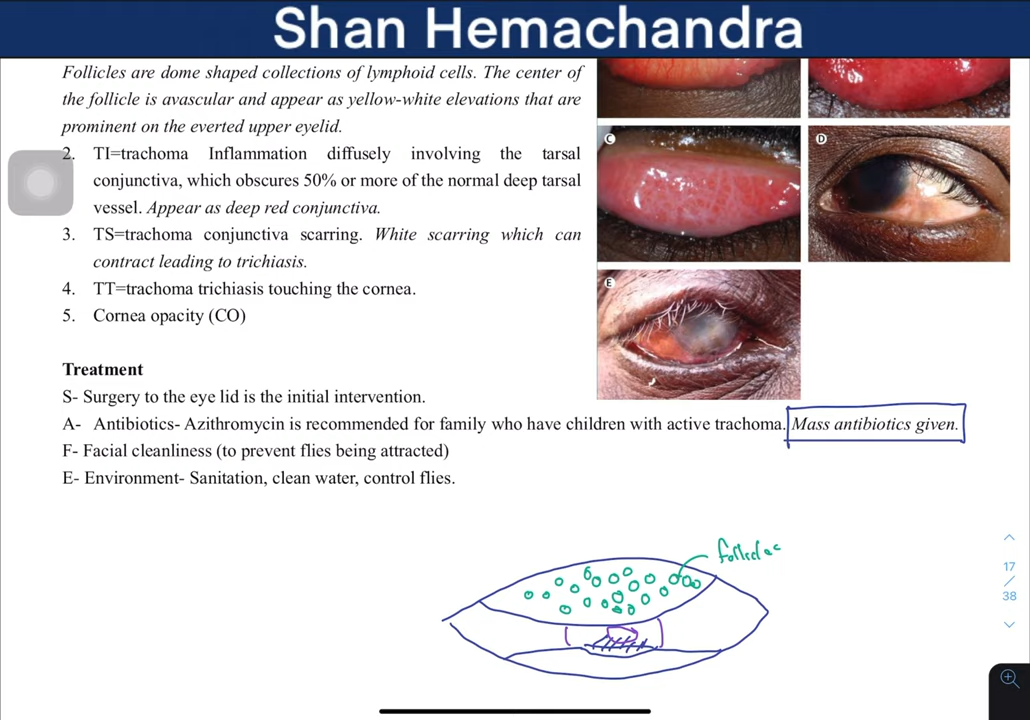 Shan Hemachandra
Follicles are dome shaped collections of lymphoid cells. The center of
the follicle is avascular and appear as yellow-white elevations that are
prominent on the everted upper eyelid.
2. TI=trachoma Inflammation diffusely involving the tarsal
conjunctiva, which obscures 50% or more of the normal deep tarsal
vessel. Appear as deep red conjunctiva.
3. TS=trachoma conjunctiva scarring. White scarring which can
contract leading to trichiasis.
4. TT=trachoma trichiasis touching the cornea.
5. Cornea opacity (CO)
C
D
E
Treatment
S- Surgery to the eye lid is the initial intervention.
A- Antibiotics- Azithromycin is recommended for family who have children with active trachoma. Mass antibiotics given.
F- Facial cleanliness (to prevent flies being attracted)
E- Environment- Sanitation, clean water, control flies.
follicles
17
/
38